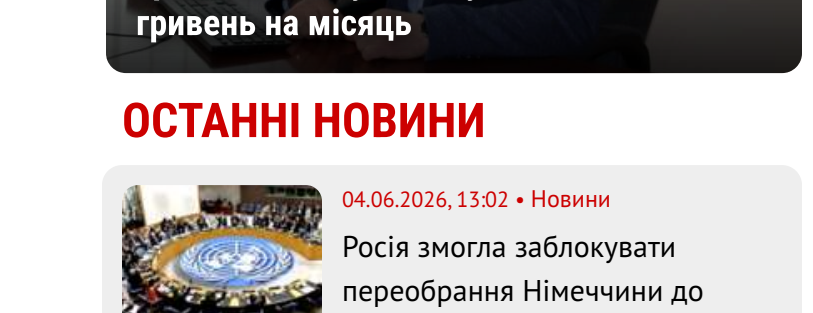 гривень на місяць
ОСТАННІ НОВИНИ
04.06.2026, 13:02 • Новини
Росія змогла заблокувати
переобрання Німеччини до